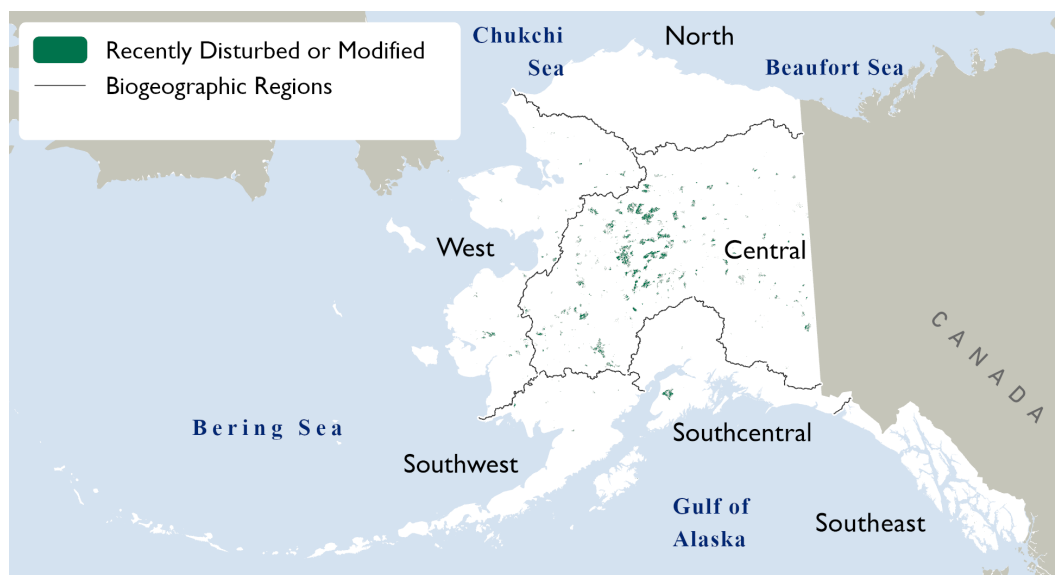 Recently Disturbed or Modified
Biogeographic Regions
Chukchi
Sea
North
Beaufort Sea
West
Central
CANADA
Bering Sea
Southwest
Southcentral
Gulf of
Alaska
Southeast